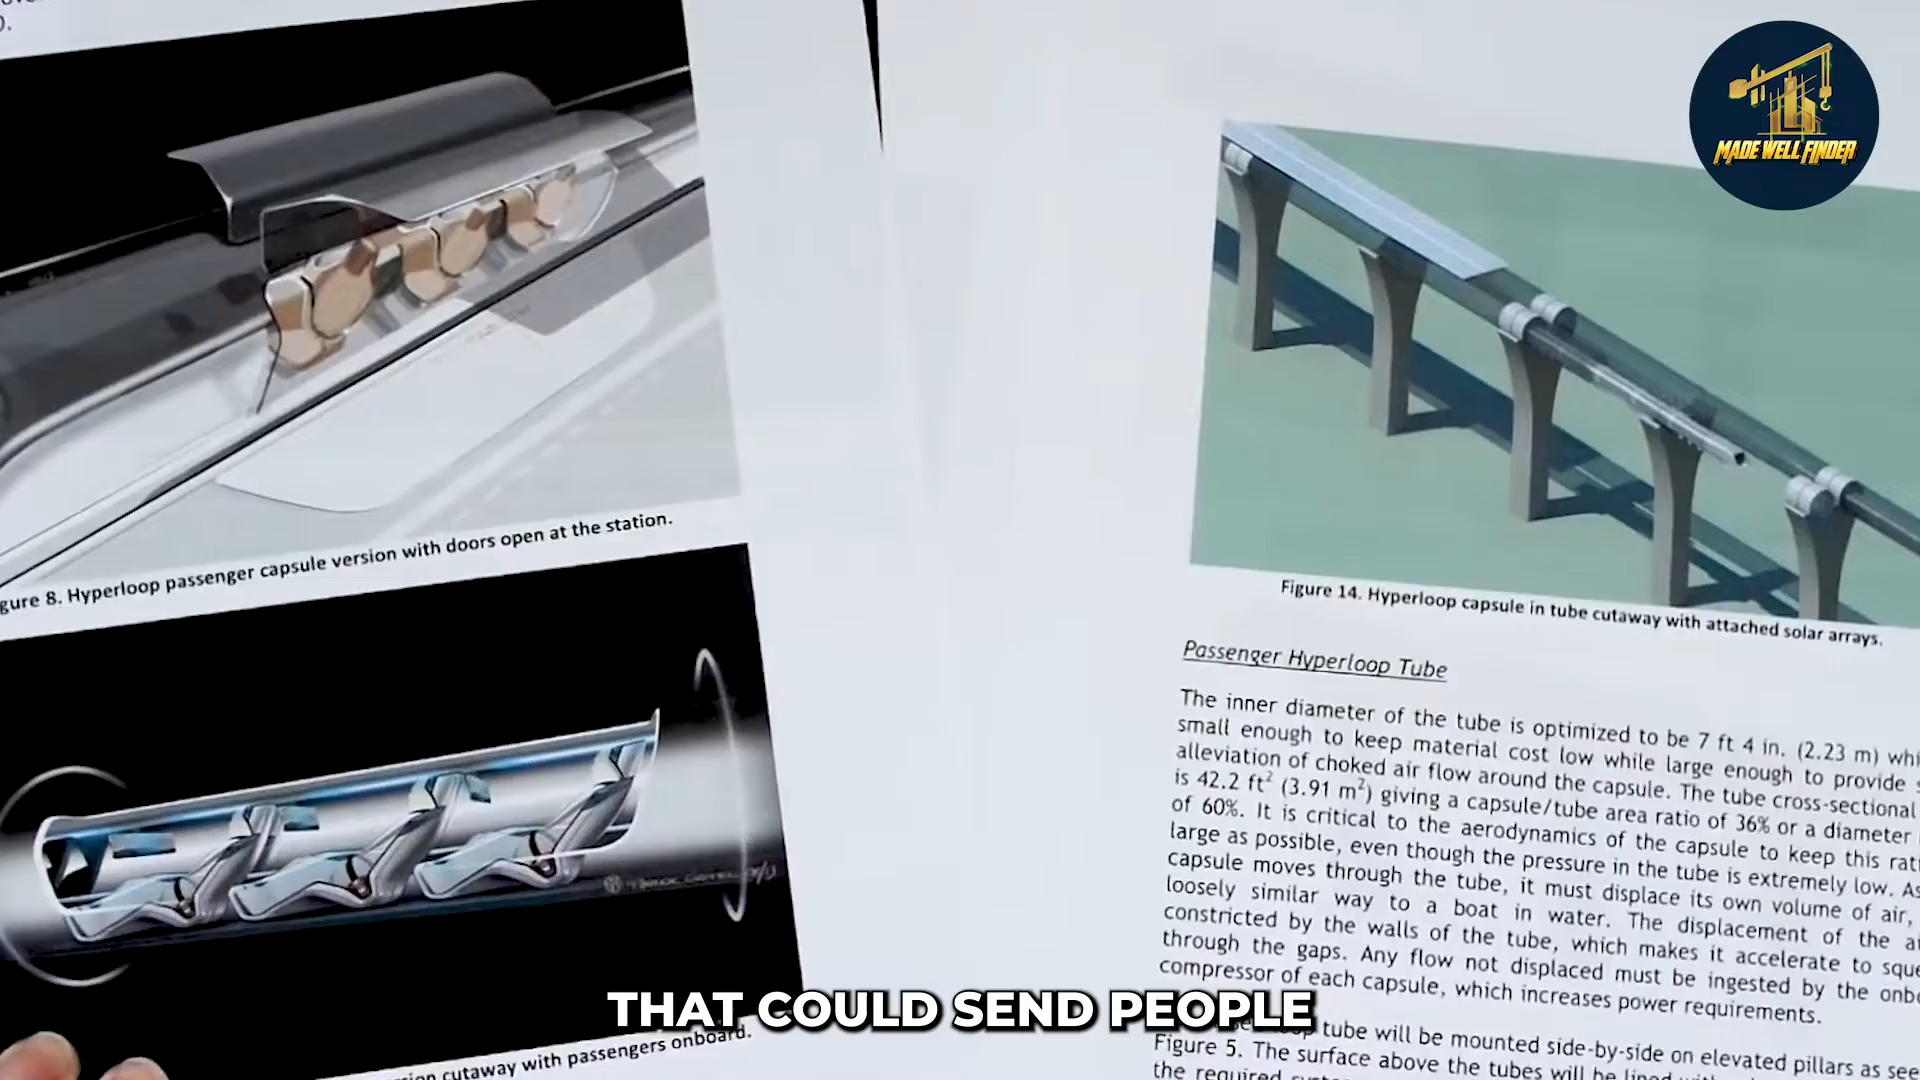 MADE WELL FINDER
gure 8. Hyperloop passenger capsule version with doors open at the station.
cutaway with passengers onboard.
Figure 14. Hyperloop capsule in tube cutaway with attached solar arrays.
Passenger Hyperloop Tube
The inner diameter of the tube is optimized to be 7 ft 4 in. (2.23 m) whi
small enough to keep material cost low while large enough to provide
alleviation of choked air flow around the capsule. The tube cross-sectional
is 42.2 ft² (3.91 m²) giving a capsule/tube area ratio of 36% or a diameter
of 60%. It is critical to the aerodynamics of the capsule to keep this rati
large as possible, even though the pressure in the tube is extremely low. As
capsule moves through the tube, it must displace its own volume of air,
loosely similar way to a boat in water. The displacement of the ai
constricted by the walls of the tube, which makes it accelerate to sque
through the gaps. Any flow not displaced must be ingested by the onb
compressor of each capsule, which increases power requirements.
tube will be mounted side-by-side on elevated pillars as see
Figure 5. The surface above the tubes will be lined
the required
THAT COULD SEND PEOPLE